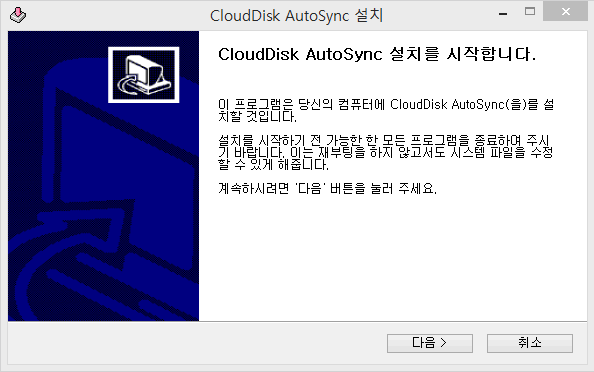 CloudDisk AutoSync 설치
CloudDisk AutoSync 설치를 시작합니다.
이 프로그램은 당신의 컴퓨터에 CloudDisk AutoSync(을)를 설
치할 것입니다.
설치를 시작하기 전 가능한 한 모든 프로그램을 종료하여 주시
기 바랍니다. 이는 재부팅을 하지 않고서도 시스템 파일을 수정
할 수 있게 해줍니다.
계속하시려면 '다음' 버튼을 눌러 주세요.
다음 >
취소